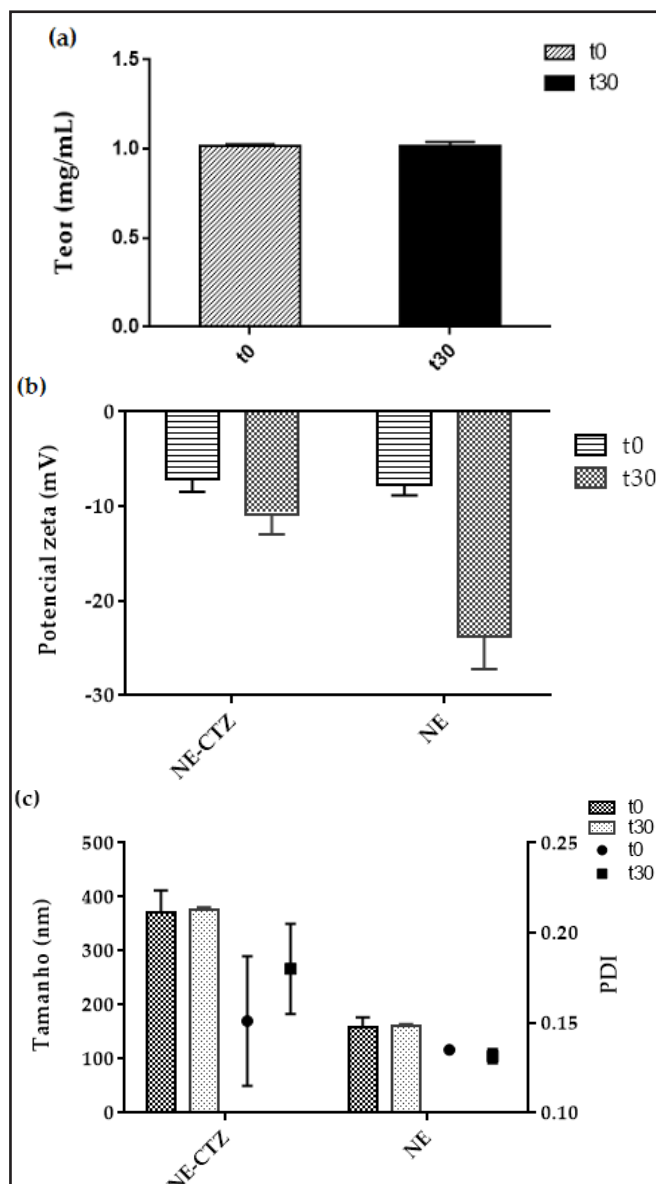 (a)
t0
t30
Teor (mg/mL)
1.5
1.0
0.5
0.0
t0
t30
(b)
Potencial zeta (mV)
0
-10
-20
-30
t0
t30
NE-CTZ
NE
(c)
t0
t30
t0
t30
Tamanho (nm)
500
400
300
200
100
0
PDI
0.25
0.20
0.15
0.10
NE-CTZ
NE